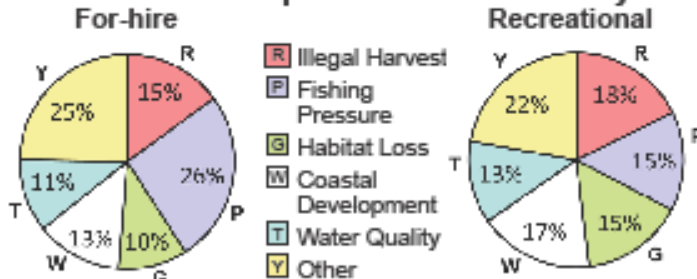 For-hire
Y
R
25%
15%
11%
26%
T
13%
10%
P
W
G
R Illegal Harvest
P Fishing
Pressure
G Habitat Loss
W Coastal
Development
T Water Quality
Y Other
Recreational
Y
R
22%
18%
P
T
13%
15%
17%
15%
W
G